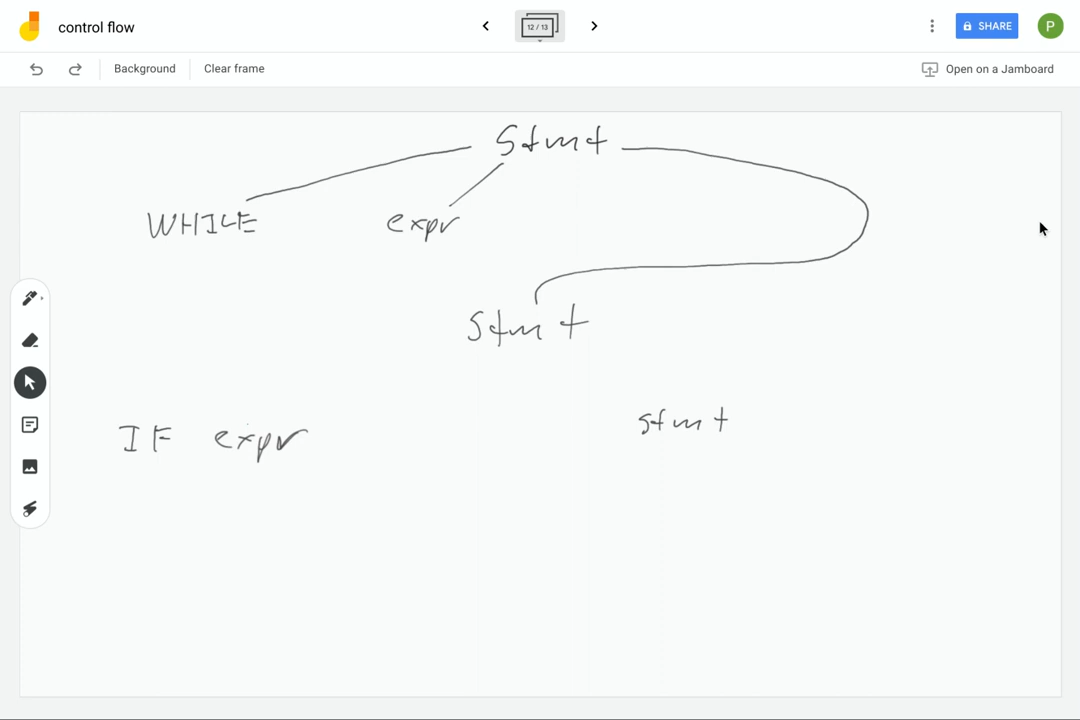 control flow
12 / 13
SHARE
P
Background
Clear frame
Open on a Jamboard
stmt
WHILE expr
stmt
IF expr
stmt